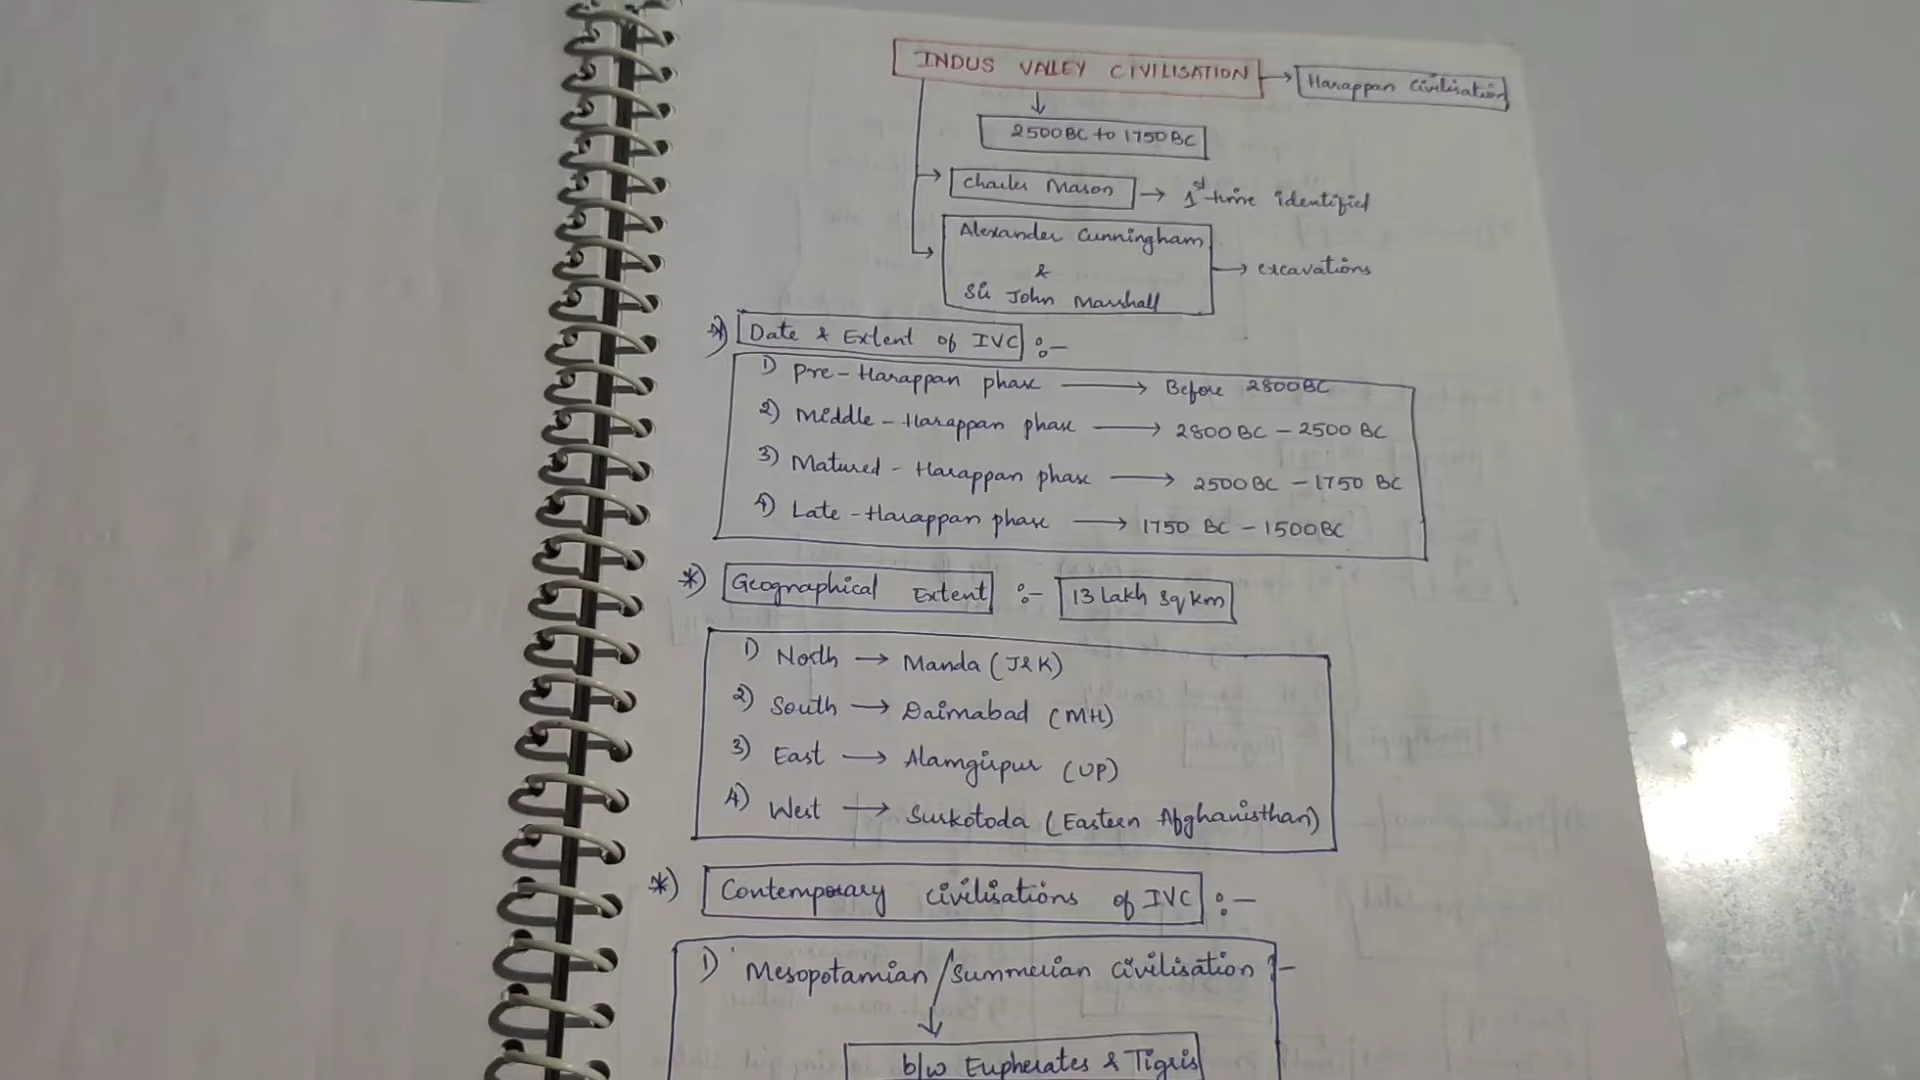 INDUS VALLEY CIVILISATION → Harappan Civilisation
2500 BC to 1750 BC
Charles Mason → 1st time identified
Alexander Cunningham
&
Sir John Marshall
→ excavations
*) Date & Extent of IVC :-
1) Pre-Harappan phase → Before 2800BC
2) Middle-Harappan phase → 2800 BC - 2500 BC
3) Matured-Harappan phase → 2500 BC - 1750 BC
4) Late-Harappan phase → 1750 BC - 1500BC
*) Geographical Extent :- 13 Lakh Sq Km
1) North → Manda (J&K)
2) South → Daimabad (MH)
3) East → Alamgirpur (UP)
4) West → Surkotoda (Eastern Afghanisthan)
*) Contemporary civilisations of IVC :-
1) Mesopotamian/Summerian civilisation :-
b/w Eupherates & Tigris